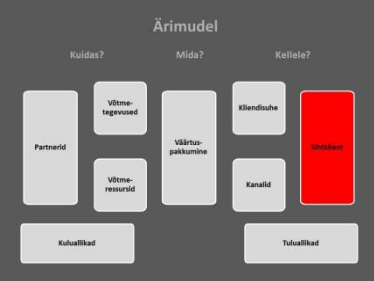 Ärimudel
Kuidas?
Mida?
Kellele?
Partnerid
Võtme-
tegevused
Võtme-
ressursid
Väärtus-
pakkumine
Kliendisuhe
Kanalid
Sihtklient
Kuluallikad
Tuluallikad